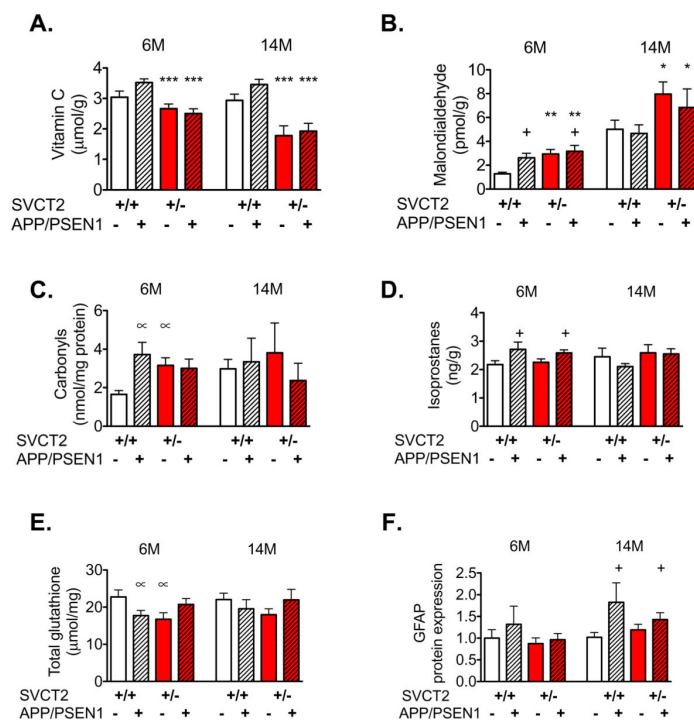 A.
6M 14M
*** *** *** ***
Vitamin C
(µmol/g)
4
3
2
1
0
SVCT2 +/+ +/- +/+ +/-
APP/PSEN1 - + - + - + - +
B.
6M 14M
* *
** **
+ +
Malondialdehyde
(pmol/g)
10
8
6
4
2
0
SVCT2 +/+ +/- +/+ +/-
APP/PSEN1 - + - + - + - +
C.
6M 14M
∝ ∝
Carbonyls
(nmol/mg protein)
6
4
2
0
SVCT2 +/+ +/- +/+ +/-
APP/PSEN1 - + - + - + - +
D.
6M 14M
+ +
Isoprostanes
(ng/g)
4
3
2
1
0
SVCT2 +/+ +/- +/+ +/-
APP/PSEN1 - + - + - + - +
E.
6M 14M
∝ ∝
Total glutathione
(µmol/mg)
30
20
10
0
SVCT2 +/+ +/- +/+ +/-
APP/PSEN1 - + - + - + - +
F.
6M 14M
+ +
GFAP
protein expression
2.5
2.0
1.5
1.0
0.5
0.0
SVCT2 +/+ +/- +/+ +/-
APP/PSEN1 - + - + - + - +